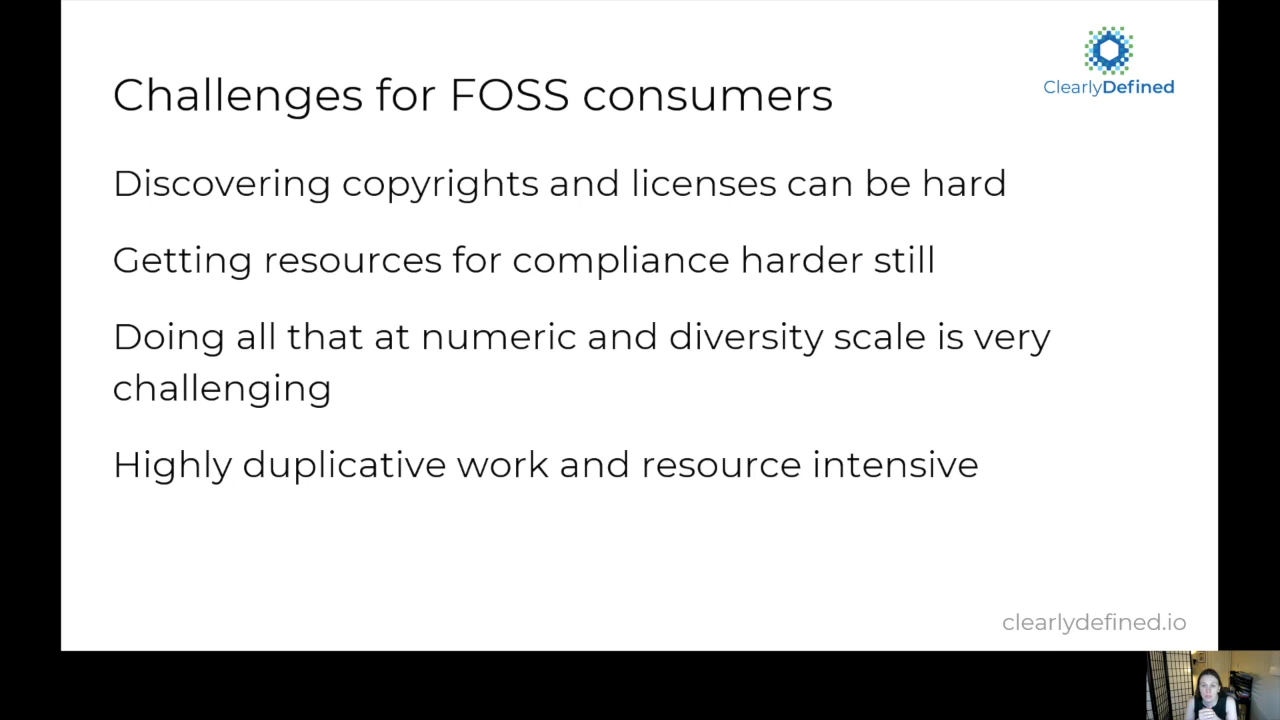 ClearlyDefined
Challenges for FOSS consumers
Discovering copyrights and licenses can be hard
Getting resources for compliance harder still
Doing all that at numeric and diversity scale is very
challenging
Highly duplicative work and resource intensive
clearlydefined.io